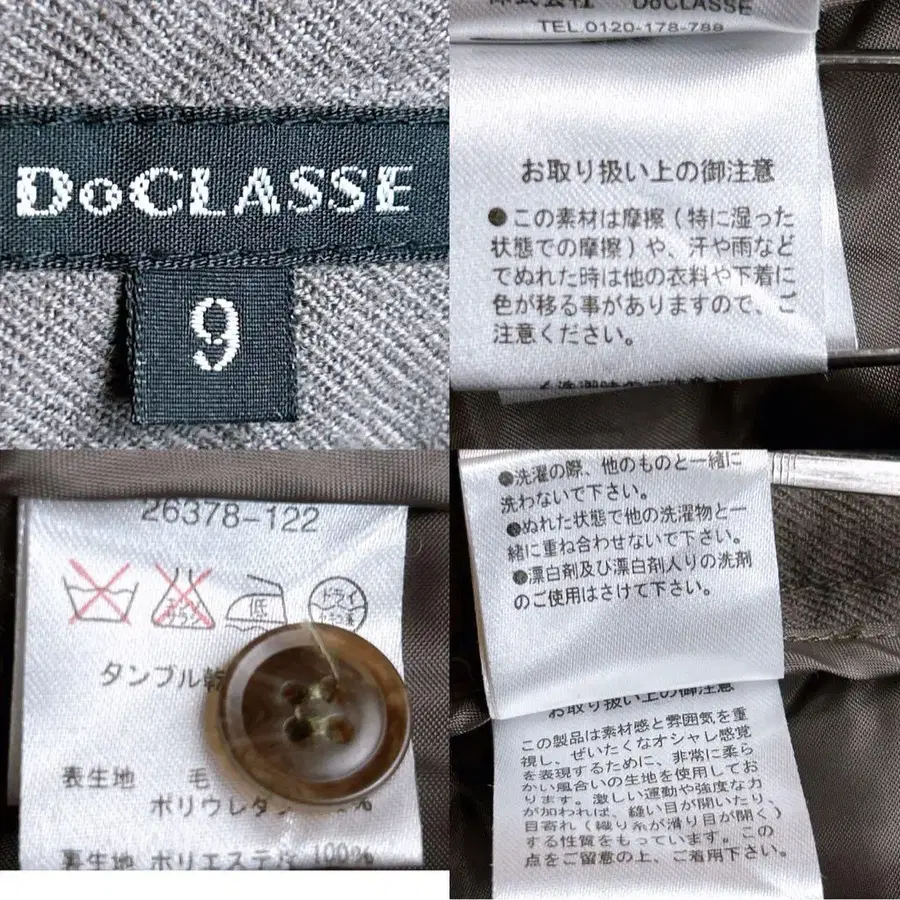 DoCLASSE
9
株式会社 DoCLASSE
TEL.0120-178-788
お取り扱い上の御注意
●この素材は摩擦(特に湿った
状態での摩擦)や、汗や雨など
でぬれた時は他の衣料や下着に
色が移る事がありますので、ご
注意ください。
26378-122
エンソ
サラシ
低
ドライ
タンブル乾
表生地 毛
ポリウレタン %
裏生地 ポリエステル 100%
●洗濯の際、他のものと一緒に
洗わないで下さい。
●ぬれた状態で他の洗濯物と一
緒に重ね合わせないで下さい。
●漂白剤及び漂白剤入りの洗剤
のご使用はさけて下さい。
お取り扱い上の御注意
この製品は素材感と雰囲気を重
視し、ぜいたくなオシャレ感覚
を表現するために、非常に柔ら
かい風合いの生地を使用してお
ります。激しい運動や強度な力
が加われば、縫い目が開いたり、
目寄れ(織り糸が滑り目が開く)
する性質をもっています。この
点をご留意の上、ご着用下さい。